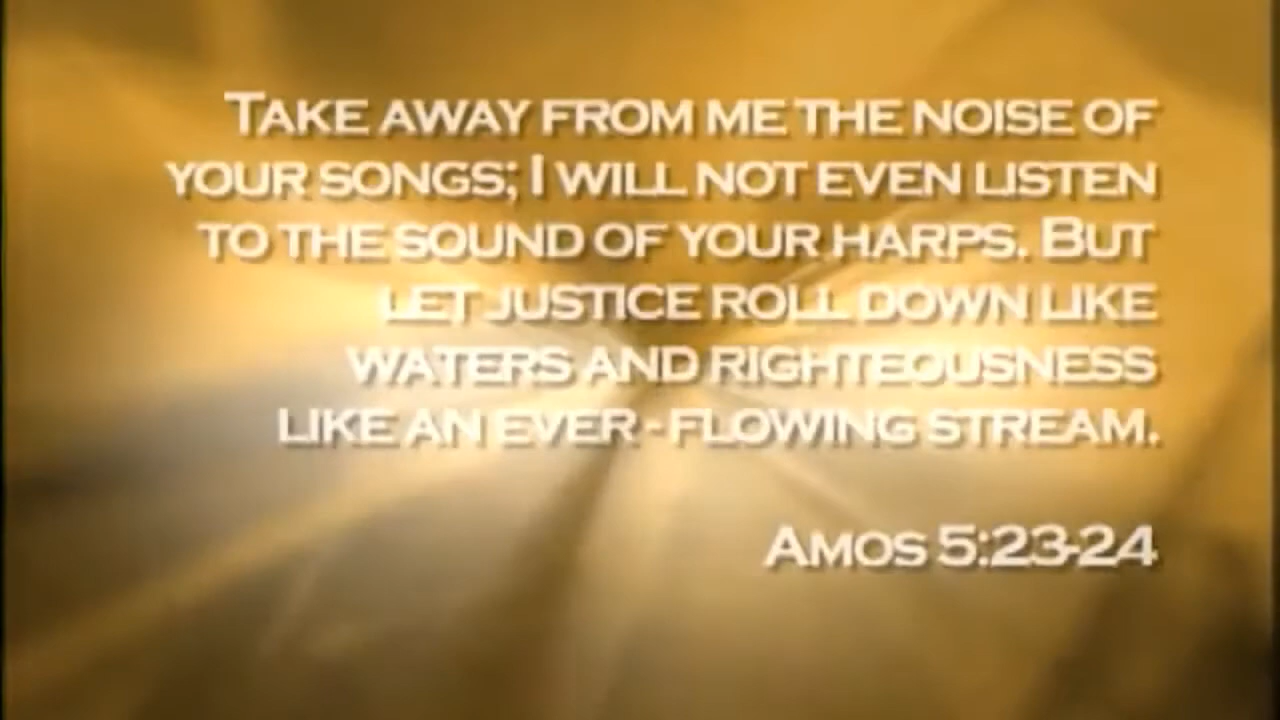 Take away from me the noise of
your songs; I will not even listen
to the sound of your harps. But
let justice roll down like
waters and righteousness
like an ever-flowing stream.
Amos 5:23-24